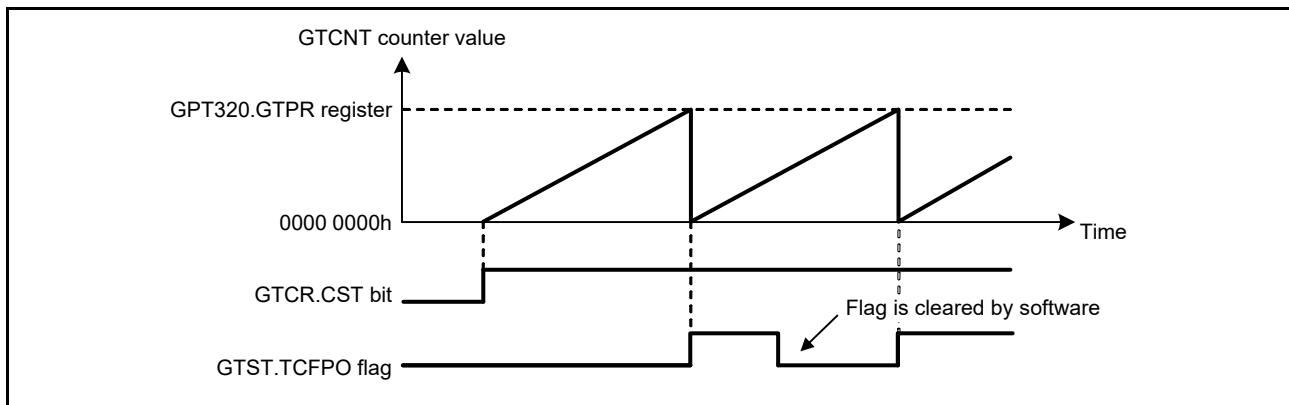 GTCNT counter value
GPT320.GTPR register
0000 0000h
Time
GTCR.CST bit
Flag is cleared by software
GTST.TCFPO flag